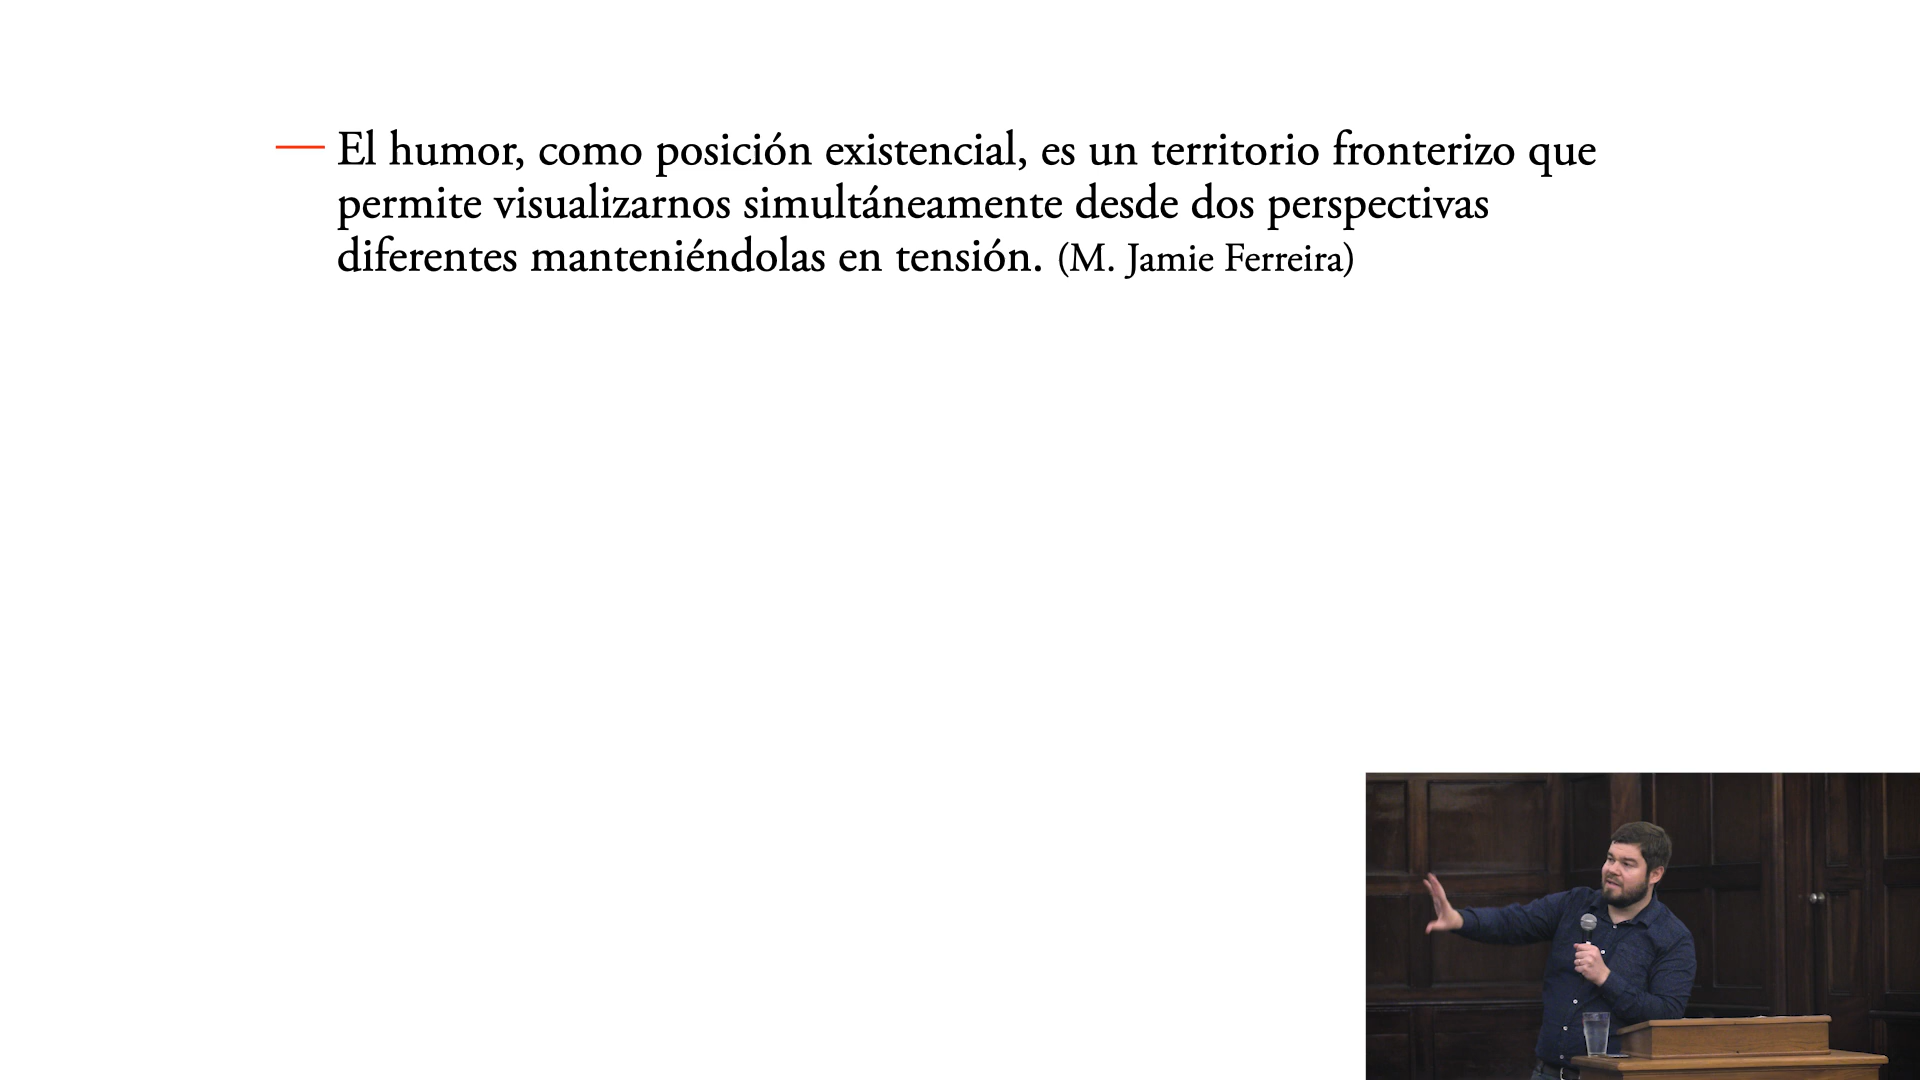 — El humor, como posición existencial, es un territorio fronterizo que
permite visualizarnos simultáneamente desde dos perspectivas
diferentes manteniéndolas en tensión. (M. Jamie Ferreira)